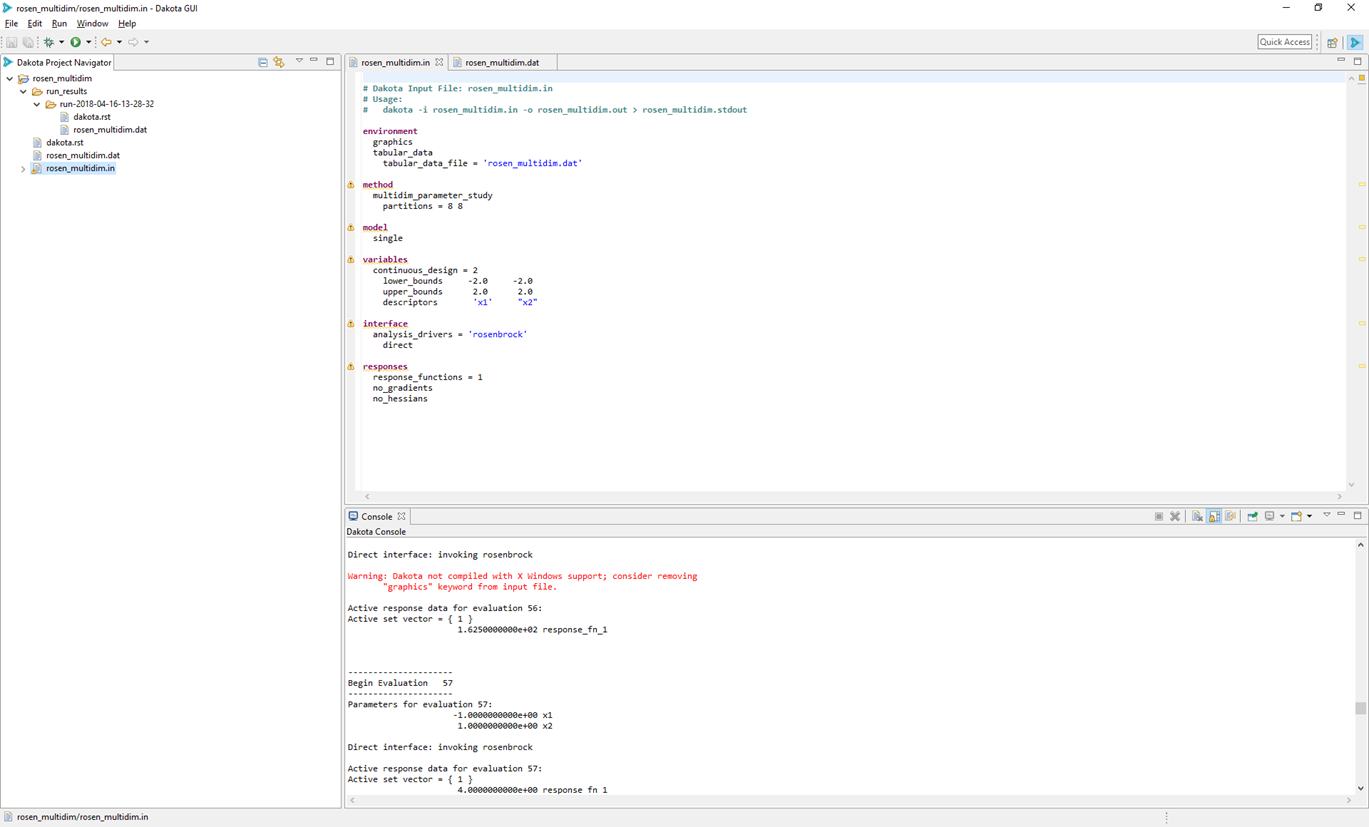 rosen_multidim/rosen_multidim.in - Dakota GUI
File Edit Run Window Help
Quick Access
Dakota Project Navigator
rosen_multidim
run_results
run-2018-04-16-13-28-32
dakota.rst
rosen_multidim.dat
dakota.rst
rosen_multidim.dat
rosen_multidim.in
rosen_multidim.in rosen_multidim.dat
# Dakota Input File: rosen_multidim.in
# Usage:
#   dakota -i rosen_multidim.in -o rosen_multidim.out > rosen_multidim.stdout
environment
graphics
tabular_data
tabular_data_file = 'rosen_multidim.dat'
method
multidim_parameter_study
partitions = 8 8
model
single
variables
continuous_design = 2
lower_bounds     -2.0     -2.0
upper_bounds      2.0      2.0
descriptors       'x1'     "x2"
interface
analysis_drivers = 'rosenbrock'
direct
responses
response_functions = 1
no_gradients
no_hessians
Console
Dakota Console
Direct interface: invoking rosenbrock
Warning: Dakota not compiled with X Windows support; consider removing
"graphics" keyword from input file.
Active response data for evaluation 56:
Active set vector = { 1 }
1.6250000000e+02 response_fn_1
---------------------
Begin Evaluation   57
---------------------
Parameters for evaluation 57:
-1.0000000000e+00 x1
1.0000000000e+00 x2
Direct interface: invoking rosenbrock
Active response data for evaluation 57:
Active set vector = { 1 }
4.0000000000e+00 response_fn_1
rosen_multidim/rosen_multidim.in